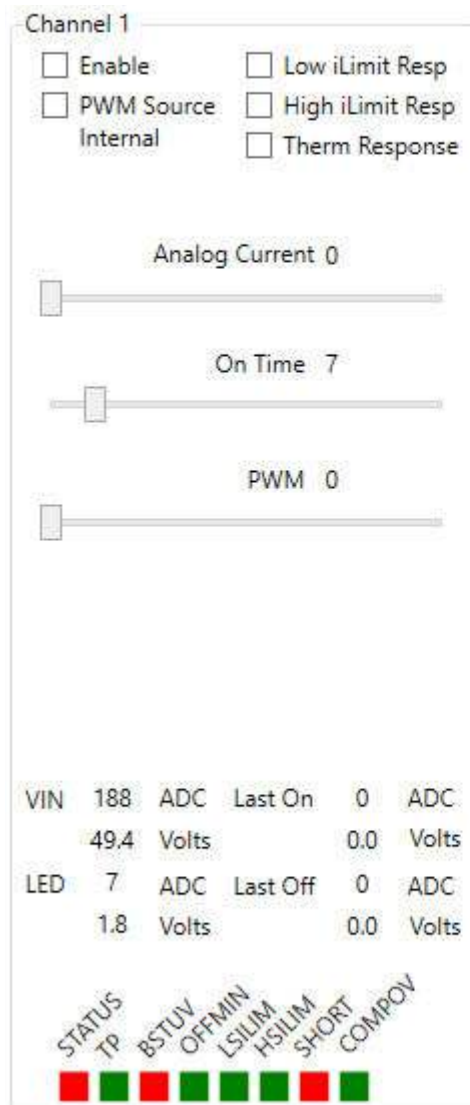 Channel 1
Enable
Low iLimit Resp
PWM Source
Internal
High iLimit Resp
Therm Response
Analog Current 0
On Time 7
PWM 0
VIN 188 ADC Last On 0 ADC
49.4 Volts 0.0 Volts
LED 7 ADC Last Off 0 ADC
1.8 Volts 0.0 Volts
STATUS TP BSTUV OFFMIN LSILIM HSILIM SHORT COMPOV